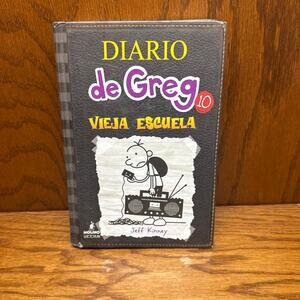 DIARIO
de Greg
10
VIEJA ESCUELA
Jeff Kinney
MOLINO